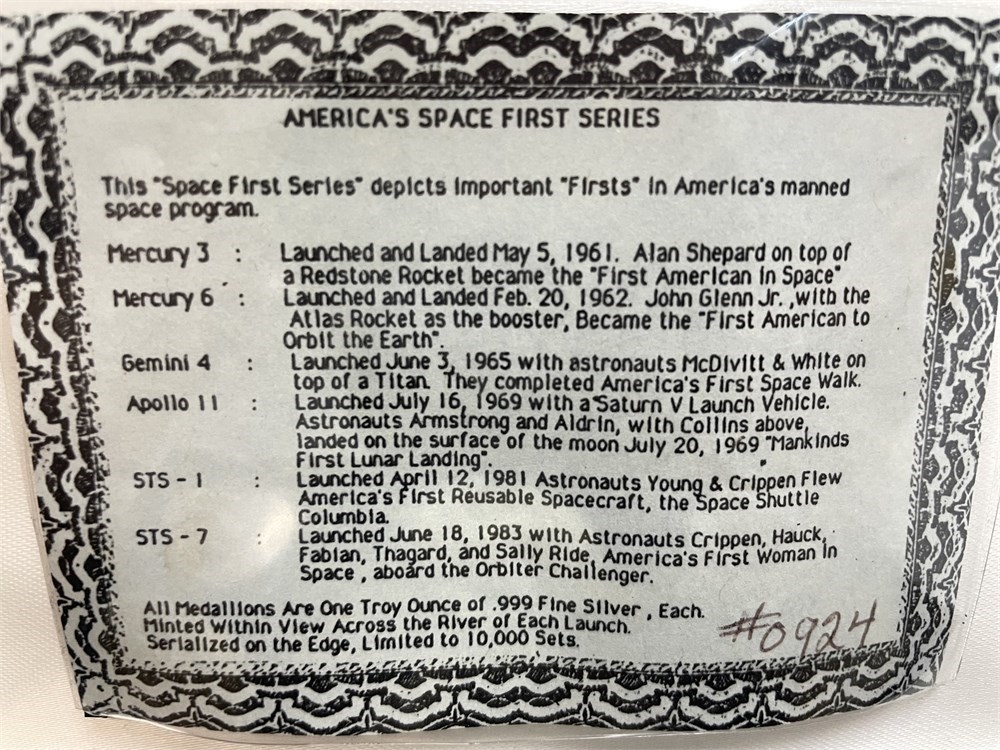 AMERICA'S SPACE FIRST SERIES
This "Space First Series" depicts important "Firsts" in America's manned
space program.
Mercury 3 : Launched and Landed May 5, 1961. Alan Shepard on top of
a Redstone Rocket became the "First American in Space"
Mercury 6 : Launched and Landed Feb. 20, 1962. John Glenn Jr. ,with the
Atlas Rocket as the booster, Became the "First American to
Orbit the Earth".
Gemini 4 : Launched June 3, 1965 with astronauts McDivitt & White on
top of a Titan. They completed America's First Space Walk.
Apollo 11 : Launched July 16, 1969 with a Saturn V Launch Vehicle.
Astronauts Armstrong and Aldrin, with Collins above,
landed on the surface of the moon July 20, 1969 "Mankinds
First Lunar Landing".
STS - 1 : Launched April 12, 1981 Astronauts Young & Crippen Flew
America's First Reusable Spacecraft, the Space Shuttle
Columbia.
STS - 7 : Launched June 18, 1983 with Astronauts Crippen, Hauck,
Fabian, Thagard, and Sally Ride, America's First Woman in
Space , aboard the Orbiter Challenger.
All Medallions Are One Troy Ounce of .999 Fine Silver , Each.
Minted Within View Across the River of Each Launch.
Serialized on the Edge, Limited to 10,000 Sets.
#0924